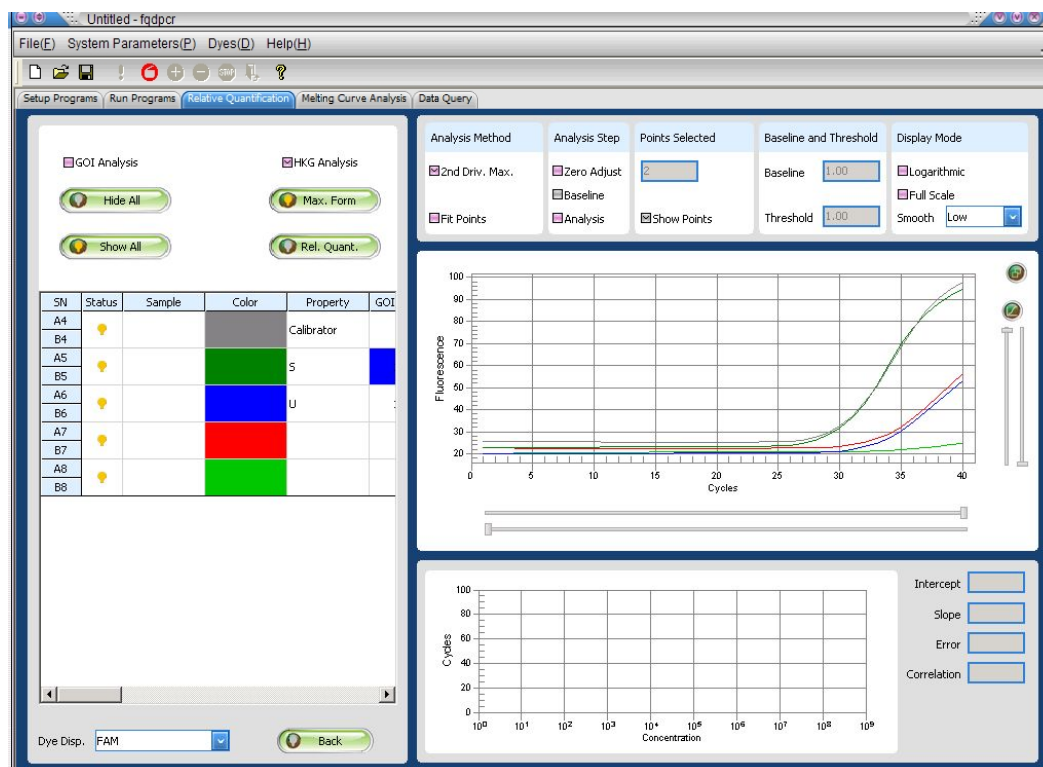 Untitled - fqdpcr
File(F) System Parameters(P) Dyes(D) Help(H)
STOP
Setup Programs Run Programs Relative Quantification Melting Curve Analysis Data Query
GOI Analysis HKG Analysis
Hide All Max. Form
Show All Rel. Quant.
SN Status Sample Color Property GOI
A4
Calibrator
B4
A5
S
B5
A6
U
B6
A7
B7
A8
B8
Dye Disp. FAM Back
Analysis Method Analysis Step Points Selected Baseline and Threshold Display Mode
2nd Driv. Max. Zero Adjust 2 Baseline 1.00 Logarithmic
Baseline Full Scale
Fit Points Analysis Show Points Threshold 1.00 Smooth Low
100
90
80
70
60
50
40
30
20
Fluorescence
0 5 10 15 20 25 30 35 40
Cycles
100
80
60
40
20
0
Cycles
10⁰ 10¹ 10² 10³ 10⁴ 10⁵ 10⁶ 10⁷ 10⁸ 10⁹
Concentration
Intercept
Slope
Error
Correlation